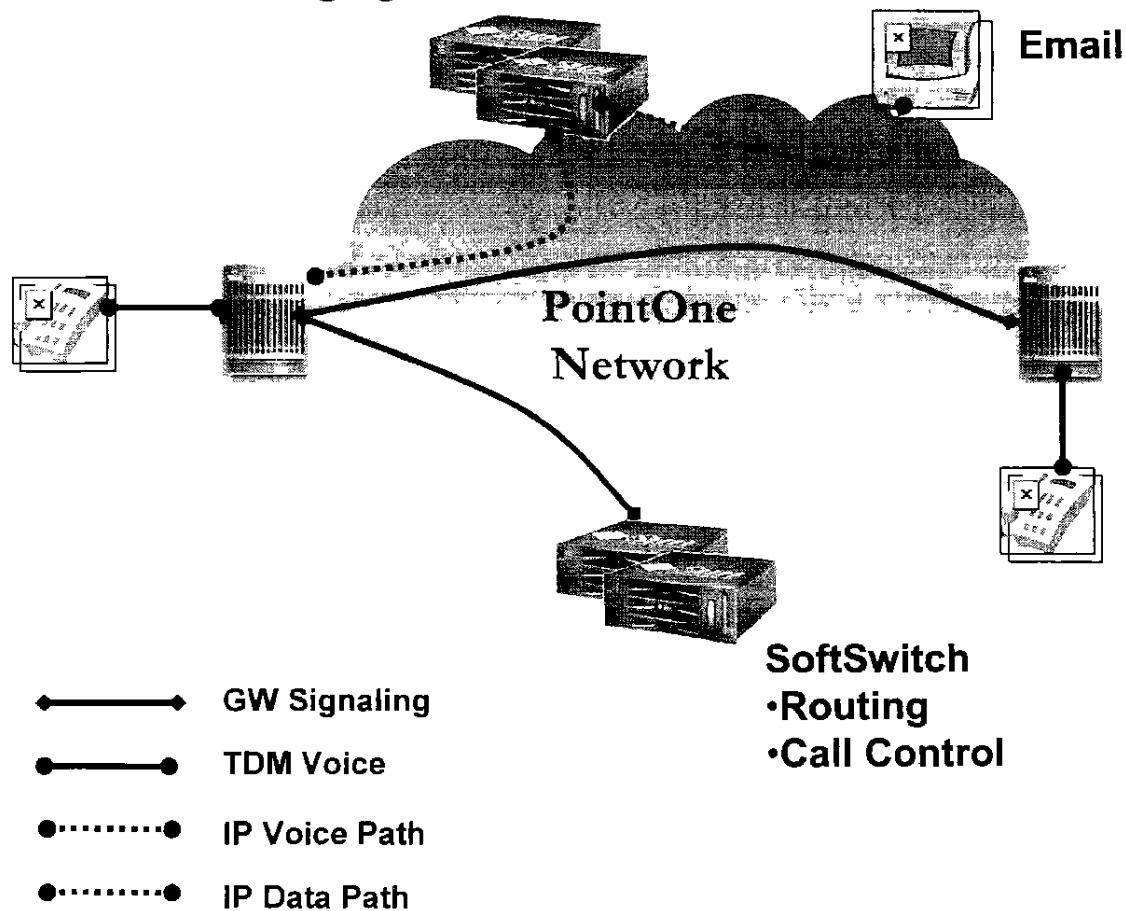 Email
PointOne
Network
SoftSwitch
•Routing
•Call Control
GW Signaling
TDM Voice
IP Voice Path
IP Data Path